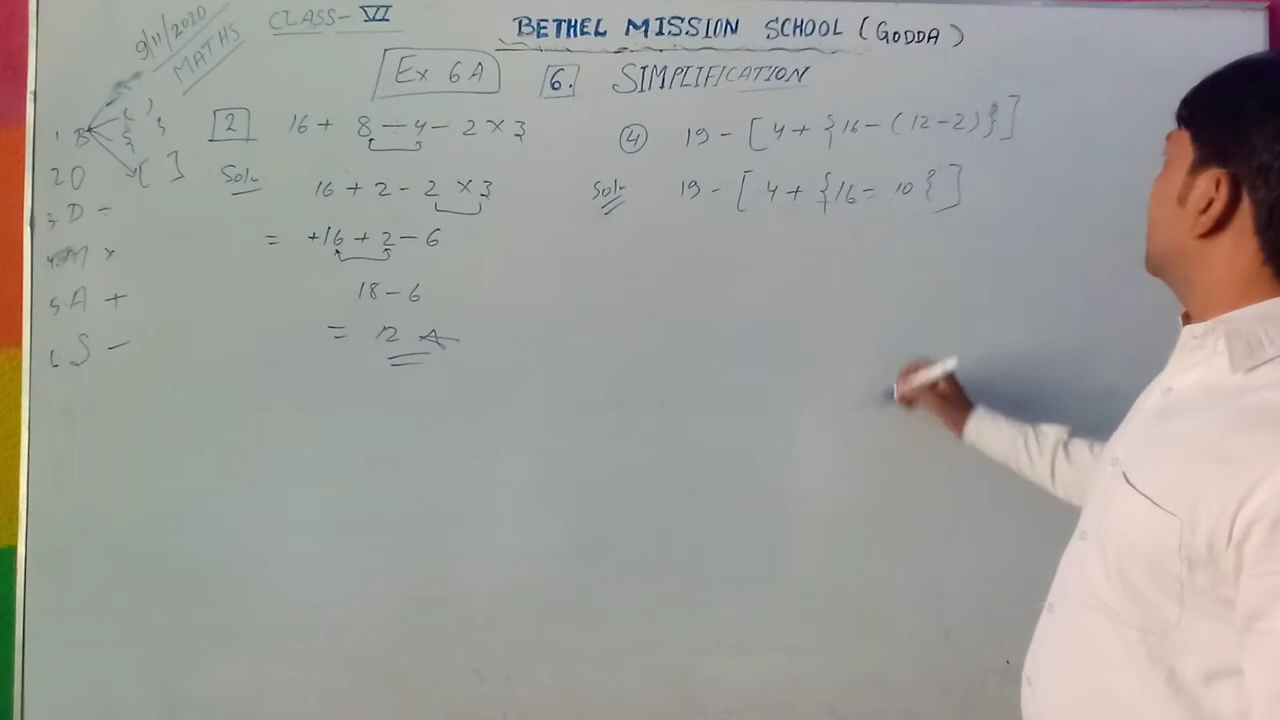 9/11/2020
MATHS
CLASS-VI
BETHEL MISSION SCHOOL (GODDA)
Ex 6A
6. SIMPLIFICATION
1 B ( )
{ }
[ ]
2 O
3 D ÷
4. M ×
5. A +
6 S -
2 16 + 8 - 4 - 2 × 3
Soln 16 + 2 - 2 × 3
= +16 + 2 - 6
18 - 6
= 12 A
4 19 - [4 + {16 - (12-2)}]
Soln 19 - [4 + {16 = 10}]